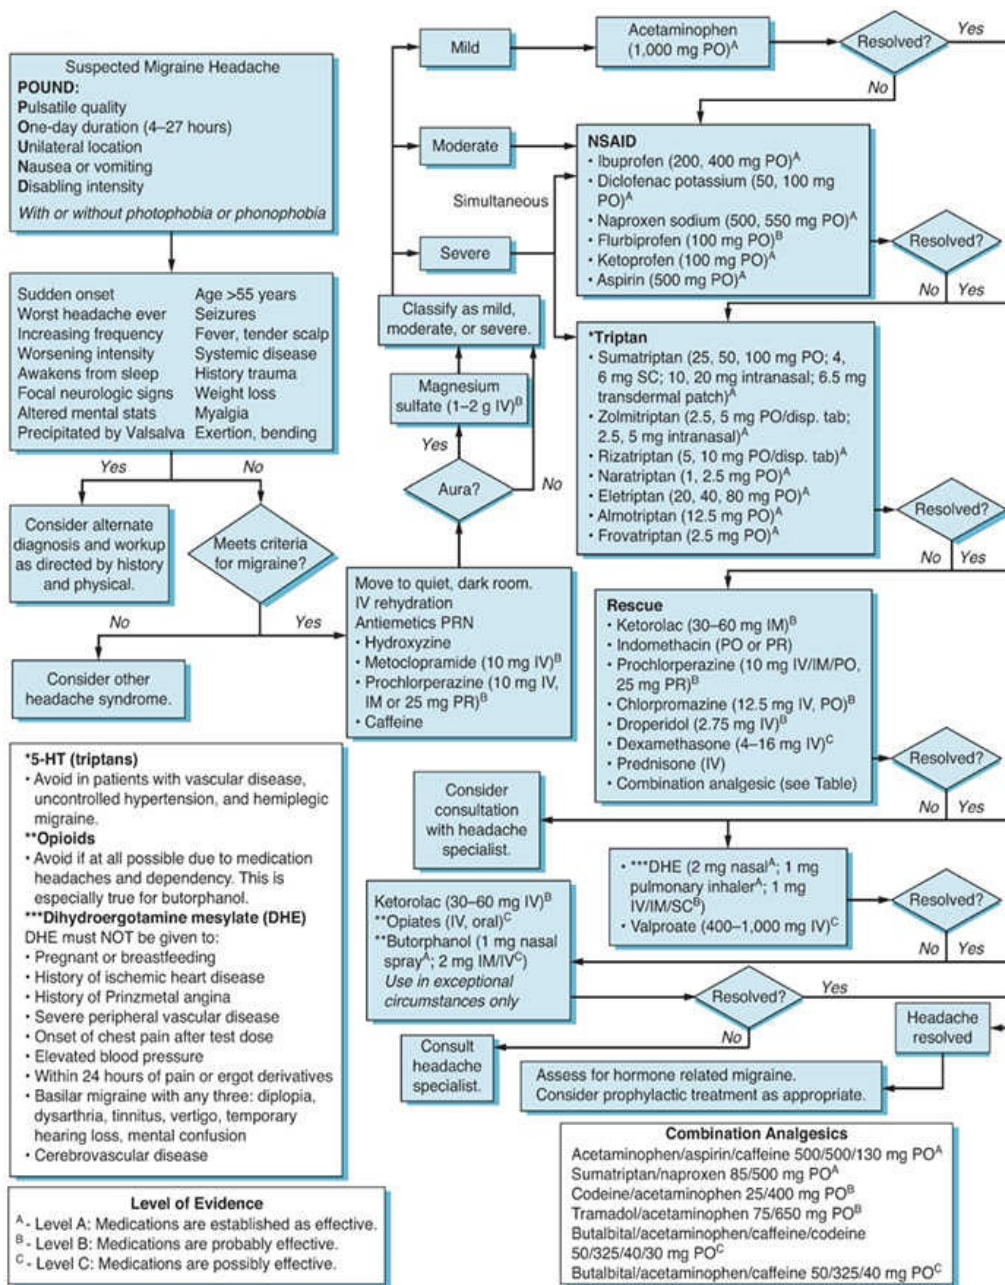 Suspected Migraine Headache
POUND:
Pulsatile quality
One-day duration (4–27 hours)
Unilateral location
Nausea or vomiting
Disabling intensity
With or without photophobia or phonophobia
Sudden onset
Worst headache ever
Increasing frequency
Worsening intensity
Awakens from sleep
Focal neurologic signs
Altered mental stats
Precipitated by Valsalva
Age >55 years
Seizures
Fever, tender scalp
Systemic disease
History trauma
Weight loss
Myalgia
Exertion, bending
Yes
No
Consider alternate
diagnosis and workup
as directed by history
and physical.
Meets criteria
for migraine?
No
Yes
Consider other
headache syndrome.
Move to quiet, dark room.
IV rehydration
Antiemetics PRN
• Hydroxyzine
• Metoclopramide (10 mg IV)B
• Prochlorperazine (10 mg IV,
IM or 25 mg PR)B
• Caffeine
Aura?
Yes
No
Magnesium
sulfate (1–2 g IV)B
Classify as mild,
moderate, or severe.
Mild
Moderate
Severe
Simultaneous
Acetaminophen
(1,000 mg PO)A
Resolved?
Yes
No
NSAID
• Ibuprofen (200, 400 mg PO)A
• Diclofenac potassium (50, 100 mg
PO)A
• Naproxen sodium (500, 550 mg PO)A
• Flurbiprofen (100 mg PO)B
• Ketoprofen (100 mg PO)A
• Aspirin (500 mg PO)A
Resolved?
No
Yes
*Triptan
• Sumatriptan (25, 50, 100 mg PO; 4,
6 mg SC; 10, 20 mg intranasal; 6.5 mg
transdermal patch)A
• Zolmitriptan (2.5, 5 mg PO/disp. tab;
2.5, 5 mg intranasal)A
• Rizatriptan (5, 10 mg PO/disp. tab)A
• Naratriptan (1, 2.5 mg PO)A
• Eletriptan (20, 40, 80 mg PO)A
• Almotriptan (12.5 mg PO)A
• Frovatriptan (2.5 mg PO)A
Resolved?
No
Yes
Rescue
• Ketorolac (30–60 mg IM)B
• Indomethacin (PO or PR)
• Prochlorperazine (10 mg IV/IM/PO,
25 mg PR)B
• Chlorpromazine (12.5 mg IV, PO)B
• Droperidol (2.75 mg IV)B
• Dexamethasone (4–16 mg IV)C
• Prednisone (IV)
• Combination analgesic (see Table)
Resolved?
No
Yes
Consider
consultation
with headache
specialist.
• ***DHE (2 mg nasalA; 1 mg
pulmonary inhalerA; 1 mg
IV/IM/SCB)
• Valproate (400–1,000 mg IV)C
Resolved?
No
Yes
Ketorolac (30–60 mg IV)B
**Opiates (IV, oral)C
**Butorphanol (1 mg nasal
sprayA; 2 mg IM/IVC)
Use in exceptional
circumstances only
Resolved?
Yes
No
Consult
headache
specialist.
Headache
resolved
Assess for hormone related migraine.
Consider prophylactic treatment as appropriate.
*5-HT (triptans)
• Avoid in patients with vascular disease,
uncontrolled hypertension, and hemiplegic
migraine.
**Opioids
• Avoid if at all possible due to medication
headaches and dependency. This is
especially true for butorphanol.
***Dihydroergotamine mesylate (DHE)
DHE must NOT be given to:
• Pregnant or breastfeeding
• History of ischemic heart disease
• History of Prinzmetal angina
• Severe peripheral vascular disease
• Onset of chest pain after test dose
• Elevated blood pressure
• Within 24 hours of pain or ergot derivatives
• Basilar migraine with any three: diplopia,
dysarthria, tinnitus, vertigo, temporary
hearing loss, mental confusion
• Cerebrovascular disease
Level of Evidence
A - Level A: Medications are established as effective.
B - Level B: Medications are probably effective.
C - Level C: Medications are possibly effective.
Combination Analgesics
Acetaminophen/aspirin/caffeine 500/500/130 mg POA
Sumatriptan/naproxen 85/500 mg POA
Codeine/acetaminophen 25/400 mg POB
Tramadol/acetaminophen 75/650 mg POB
Butalbital/acetaminophen/caffeine/codeine
50/325/40/30 mg POC
Butalbital/acetaminophen/caffeine 50/325/40 mg POC